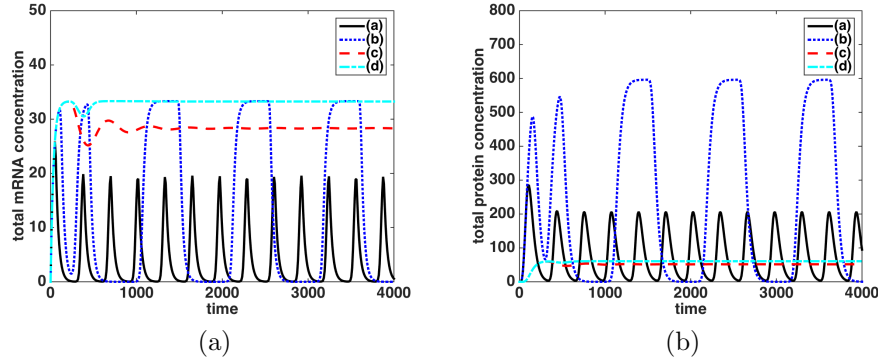 50
40
30
20
10
0
total mRNA concentration
0
1000
2000
3000
4000
time
(a)
(b)
(c)
(d)
(a)
800
700
600
500
400
300
200
100
0
total protein concentration
0
1000
2000
3000
4000
time
(a)
(b)
(c)
(d)
(b)